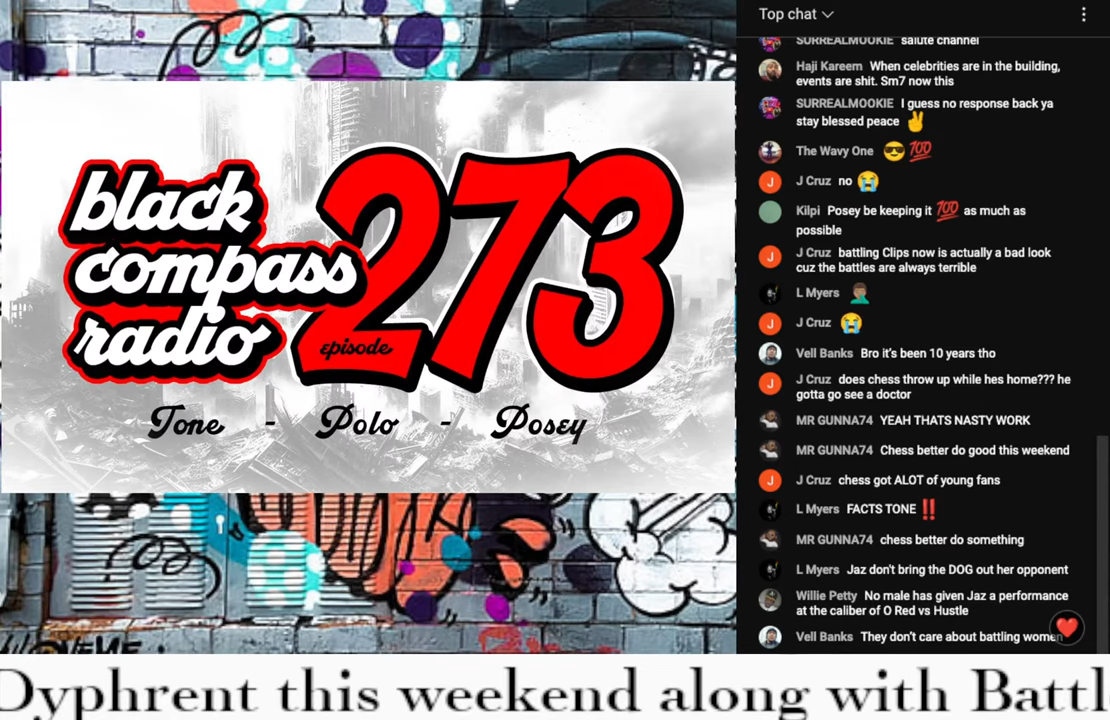 black
compass
radio
273
episode
Tone - Polo - Posey
Top chat
SURREALMOOKIE salute channel
Haji Kareem When celebrities are in the building,
events are shit. Sm7 now this
SURREALMOOKIE I guess no response back ya
stay blessed peace ✌️
The Wavy One 😎💯
J Cruz no 😭
Kilpi Posey be keeping it 💯 as much as
possible
J Cruz battling Clips now is actually a bad look
cuz the battles are always terrible
L Myers 🤦🏽‍♂️
J Cruz 😭
Vell Banks Bro it's been 10 years tho
J Cruz does chess throw up while hes home??? he
gotta go see a doctor
MR GUNNA74 YEAH THATS NASTY WORK
MR GUNNA74 Chess better do good this weekend
J Cruz chess got ALOT of young fans
L Myers FACTS TONE ‼️
MR GUNNA74 chess better do something
L Myers Jaz don't bring the DOG out her opponent
Willie Petty No male has given Jaz a performance
at the caliber of O Red vs Hustle
Vell Banks They don't care about battling women
Dyphrent this weekend along with Battl